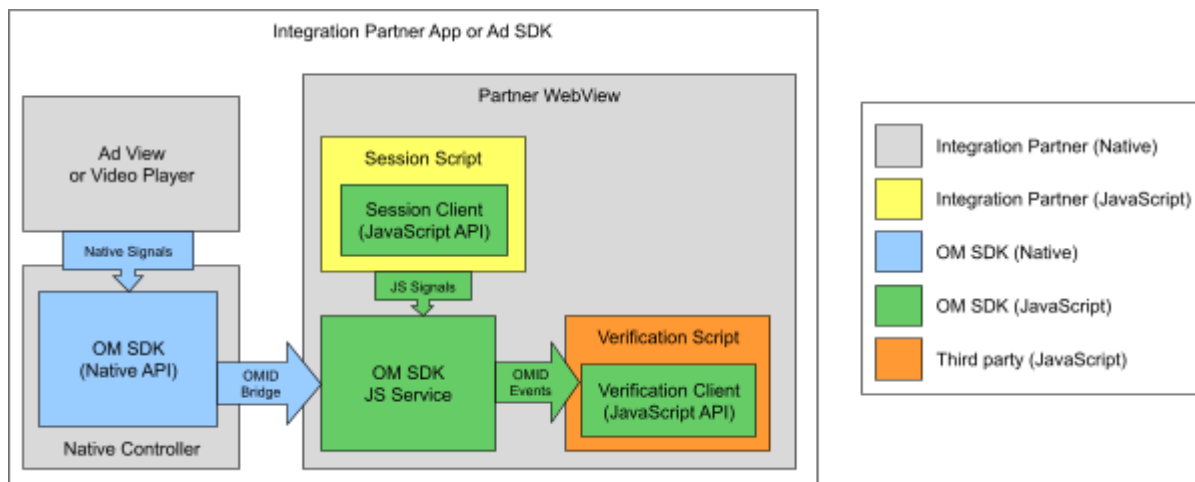 Integration Partner App or Ad SDK
Partner WebView
Ad View
or Video Player
Session Script
Session Client
(JavaScript API)
Native Signals
JS Signals
OM SDK
(Native API)
OMID
Bridge
OM SDK
JS Service
OMID
Events
Verification Script
Verification Client
(JavaScript API)
Native Controller
Integration Partner (Native)
Integration Partner (JavaScript)
OM SDK (Native)
OM SDK (JavaScript)
Third party (JavaScript)